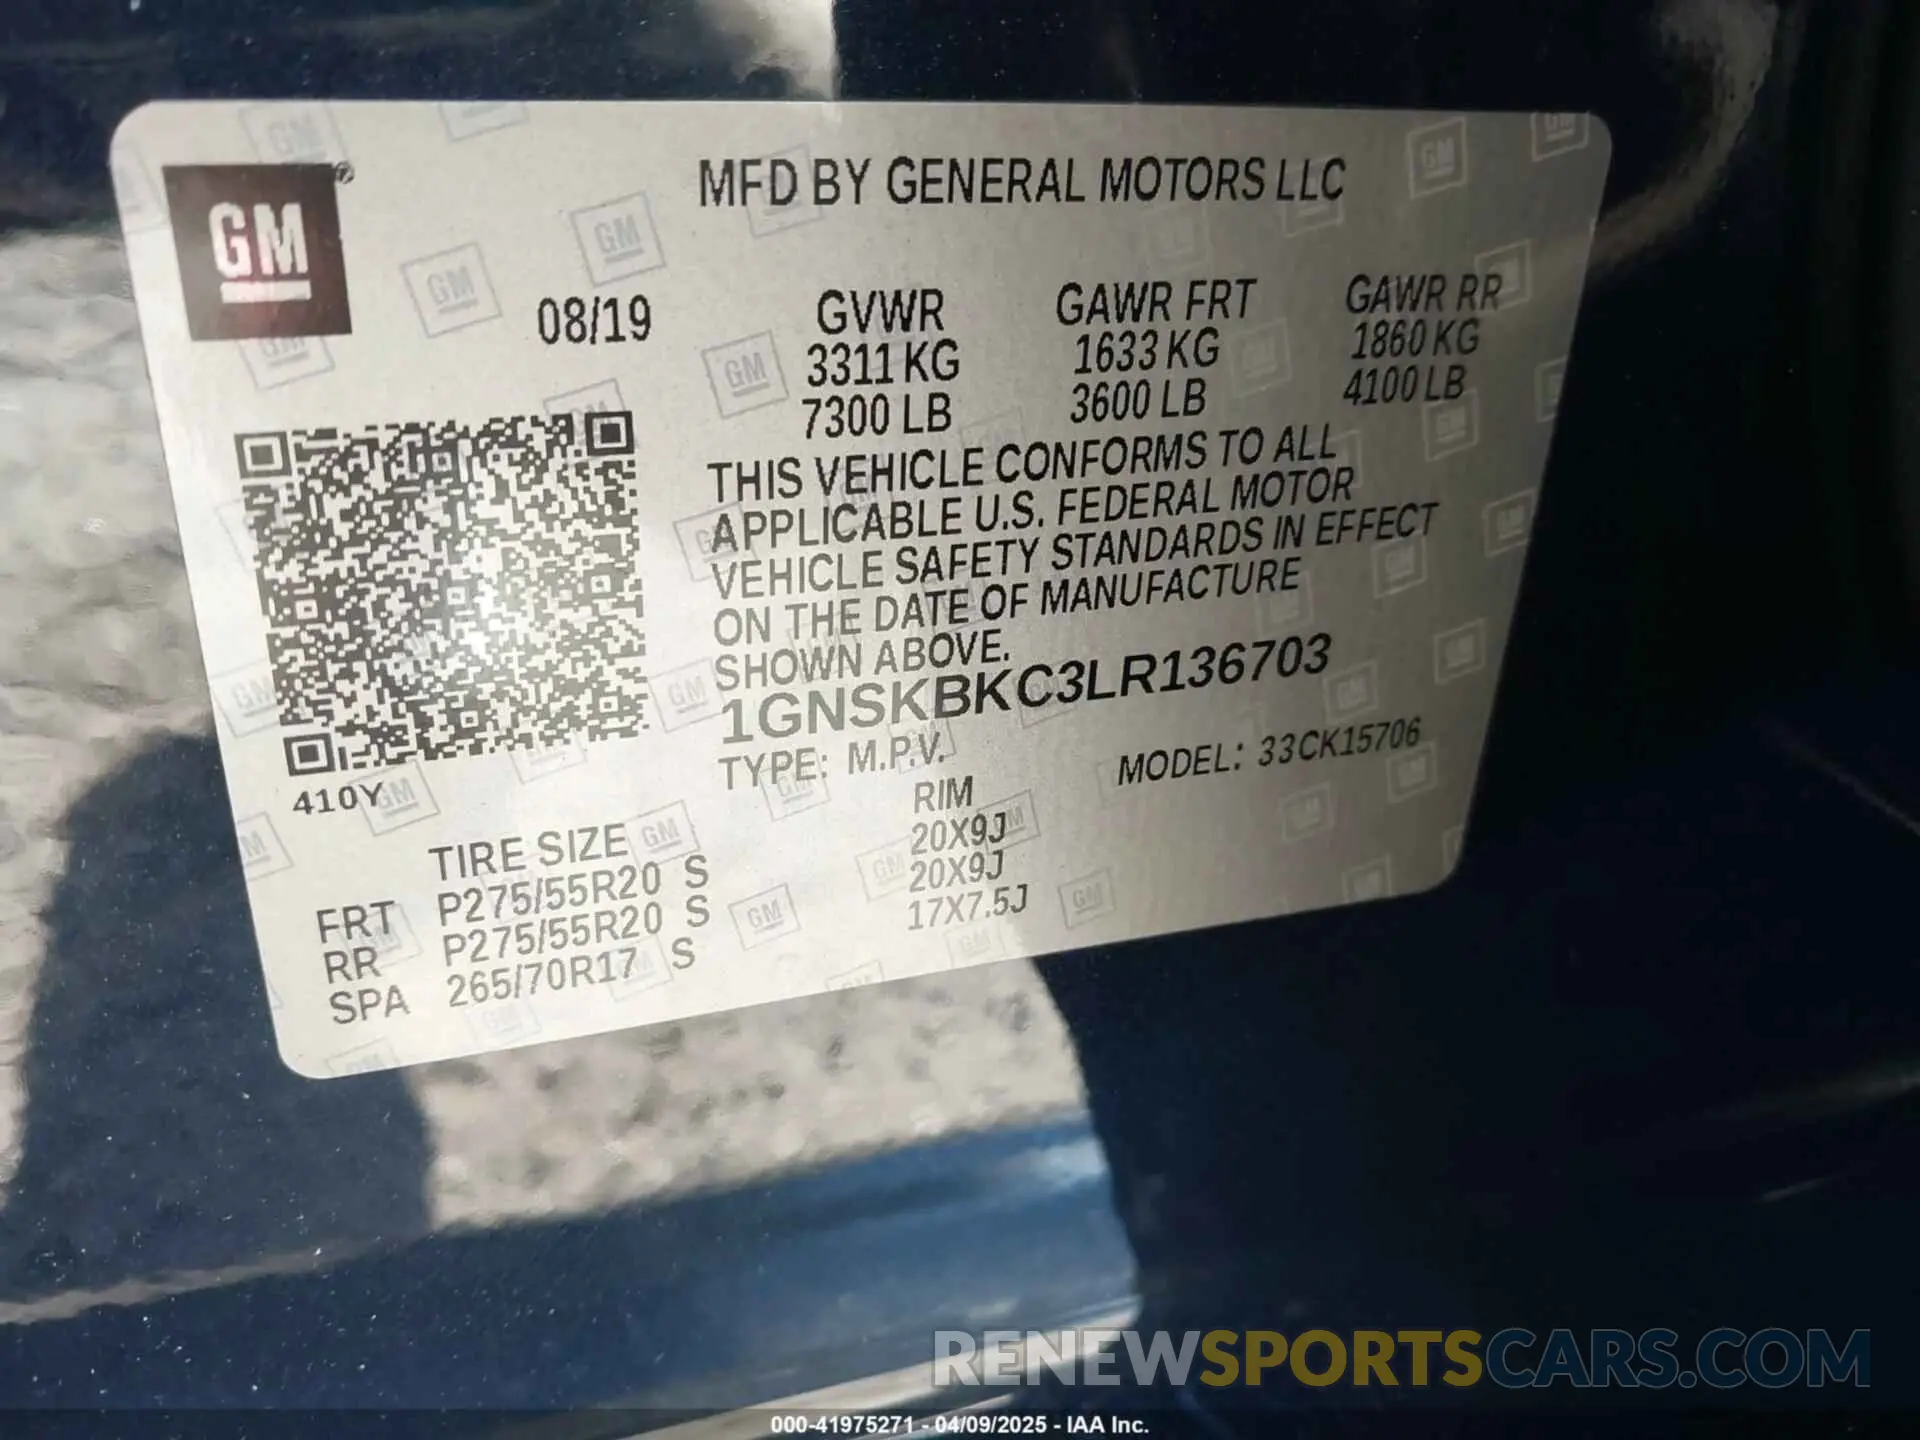 GM®
MFD BY GENERAL MOTORS LLC
08/19
GVWR GAWR FRT GAWR RR
3311 KG 1633 KG 1860 KG
7300 LB 3600 LB 4100 LB
THIS VEHICLE CONFORMS TO ALL
APPLICABLE U.S. FEDERAL MOTOR
VEHICLE SAFETY STANDARDS IN EFFECT
ON THE DATE OF MANUFACTURE
SHOWN ABOVE.
1GNSKBKC3LR136703
TYPE: M.P.V. MODEL: 33CK15706
410Y
TIRE SIZE RIM
FRT P275/55R20 S 20X9J
RR P275/55R20 S 20X9J
SPA 265/70R17 S 17X7.5J
RENEWSPORTSCARS.COM
000-41975271 - 04/09/2025 - IAA Inc.